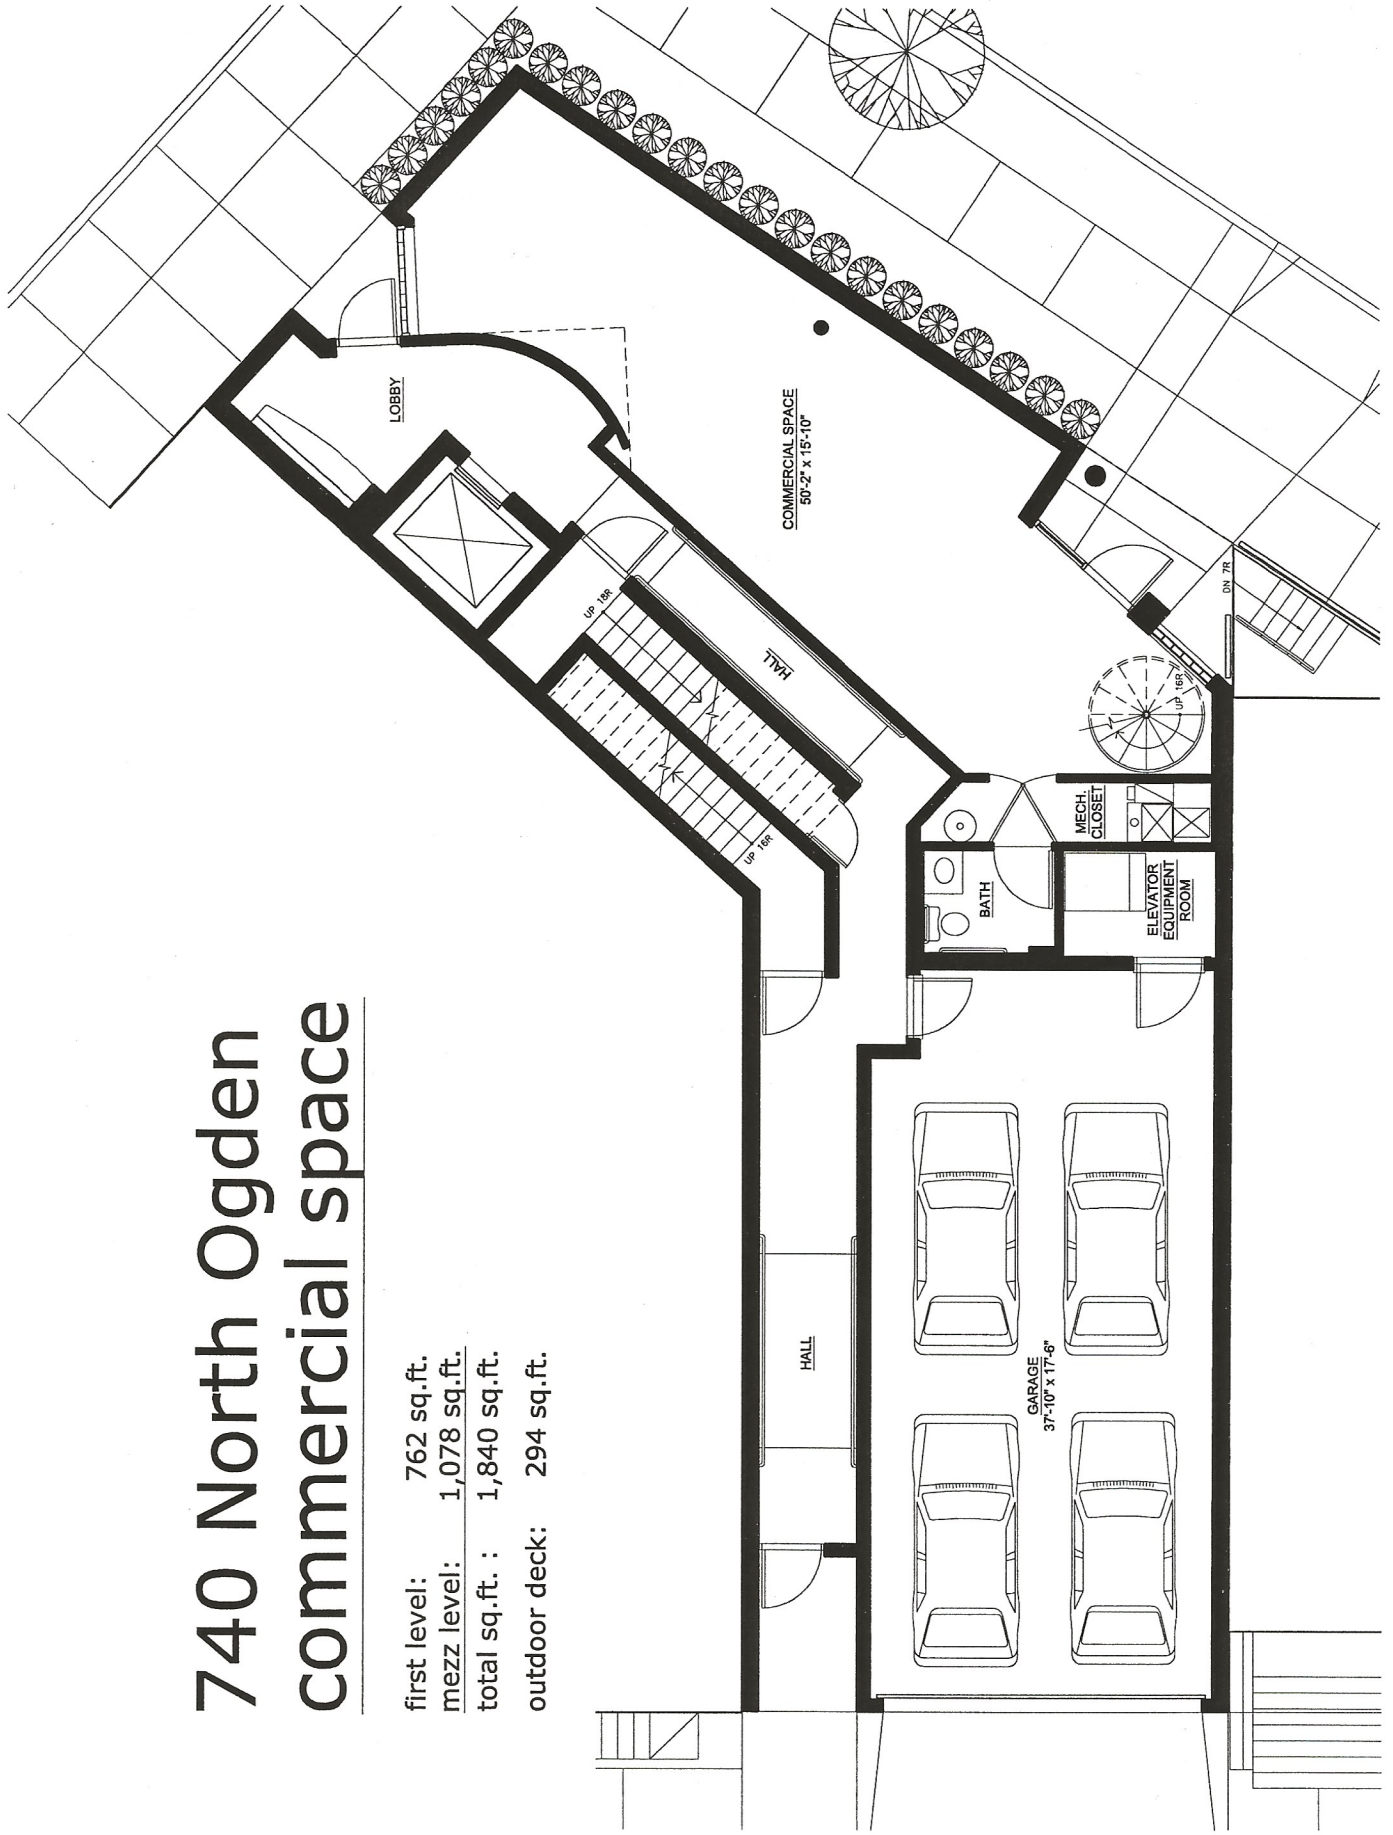 740 North Ogden
commercial space
first level: 762 sq.ft.
mezz level: 1,078 sq.ft.
total sq.ft. : 1,840 sq.ft.
outdoor deck: 294 sq.ft.
LOBBY
COMMERCIAL SPACE
50'-2" x 15'-10"
UP 18R
HALL
UP 16R
DN 7R
UP 16R
MECH.
CLOSET
BATH
ELEVATOR
EQUIPMENT
ROOM
HALL
GARAGE
37'-10" x 17'-6"